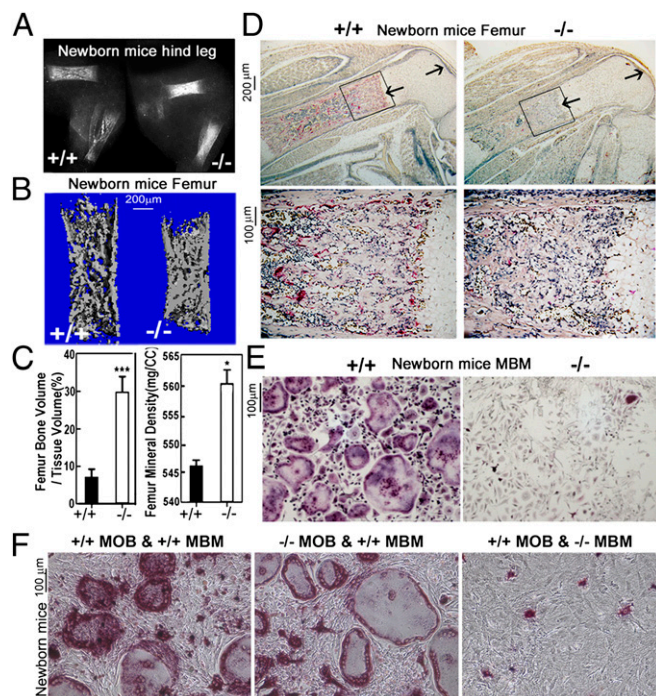 A
Newborn mice hind leg
+/+
-/-
B
Newborn mice Femur
200µm
+/+
-/-
C
Femur Bone Volume
/ Tissue Volume(%)
40
30
20
10
0
***
+/+
-/-
Femur Mineral Density(mg/CC)
565
560
555
550
545
540
*
+/+
-/-
D
+/+ Newborn mice Femur -/-
200µm
100µm
E
+/+ Newborn mice MBM -/-
100µm
F
+/+ MOB & +/+ MBM
-/- MOB & +/+ MBM
+/+ MOB & -/- MBM
Newborn mice
100 µm